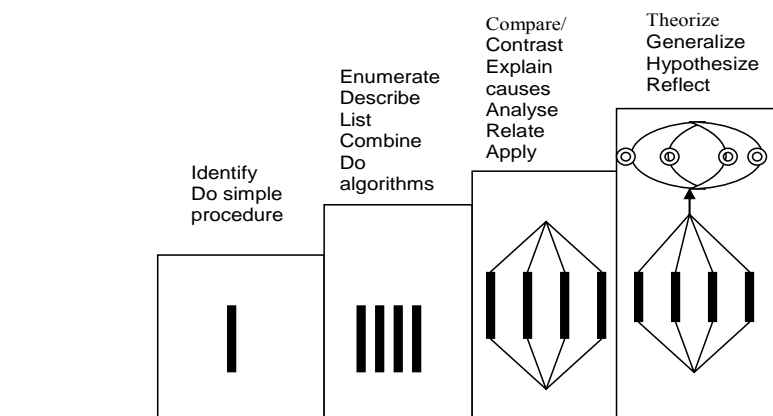 Identify
Do simple
procedure
Enumerate
Describe
List
Combine
Do
algorithms
Compare/
Contrast
Explain
causes
Analyse
Relate
Apply
Theorize
Generalize
Hypothesize
Reflect